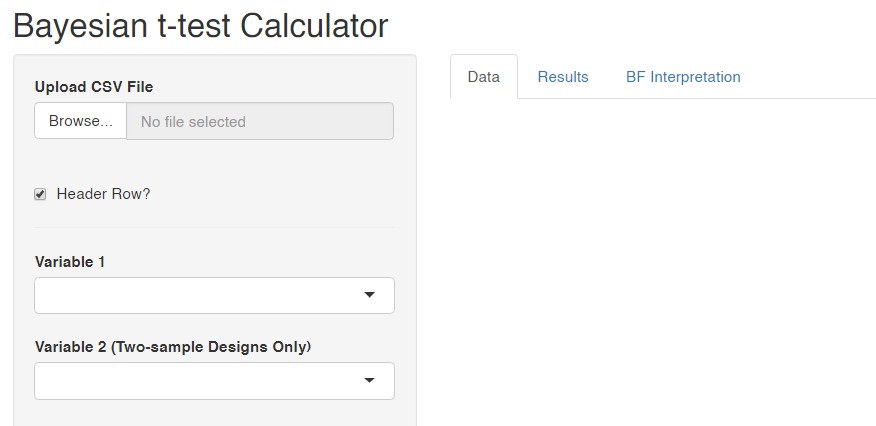 Bayesian t-test Calculator
Upload CSV File
Browse... No file selected
Header Row?
Variable 1
Variable 2 (Two-sample Designs Only)
Data Results BF Interpretation